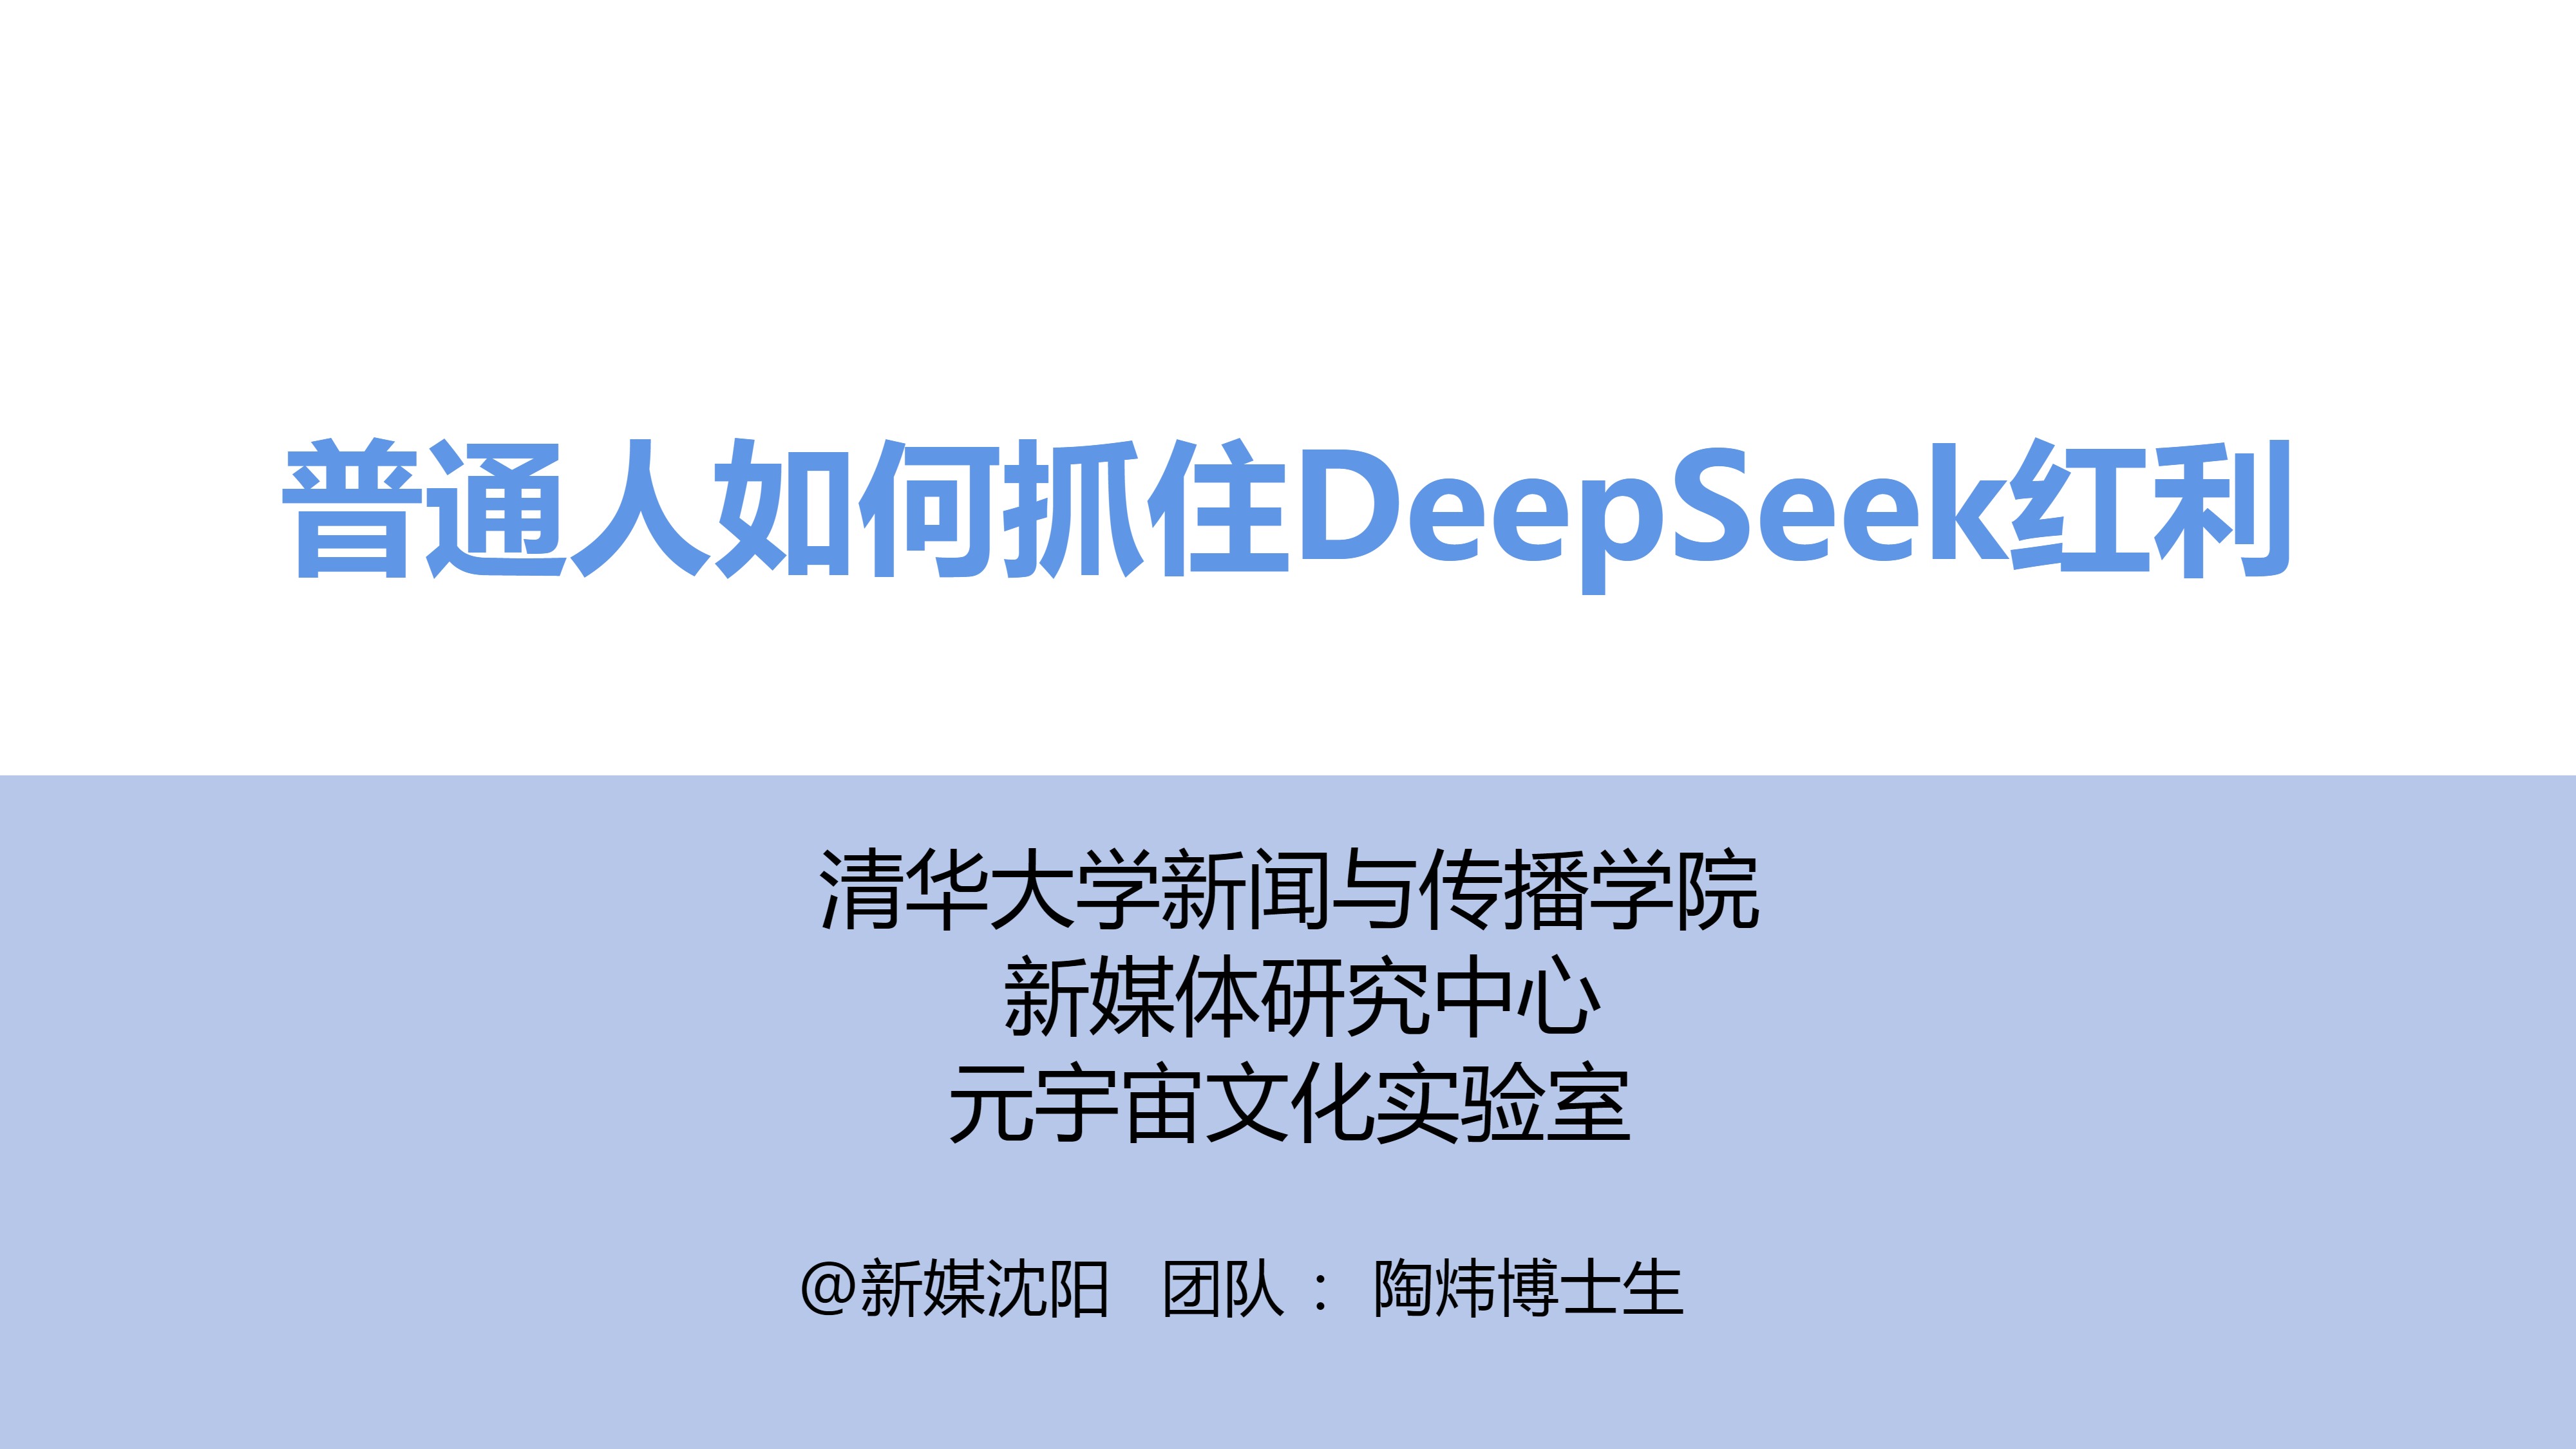 普通人如何抓住DeepSeek红利
清华大学新闻与传播学院
新媒体研究中心
元宇宙文化实验室
@新媒沈阳 团队 ：陶炜博士生